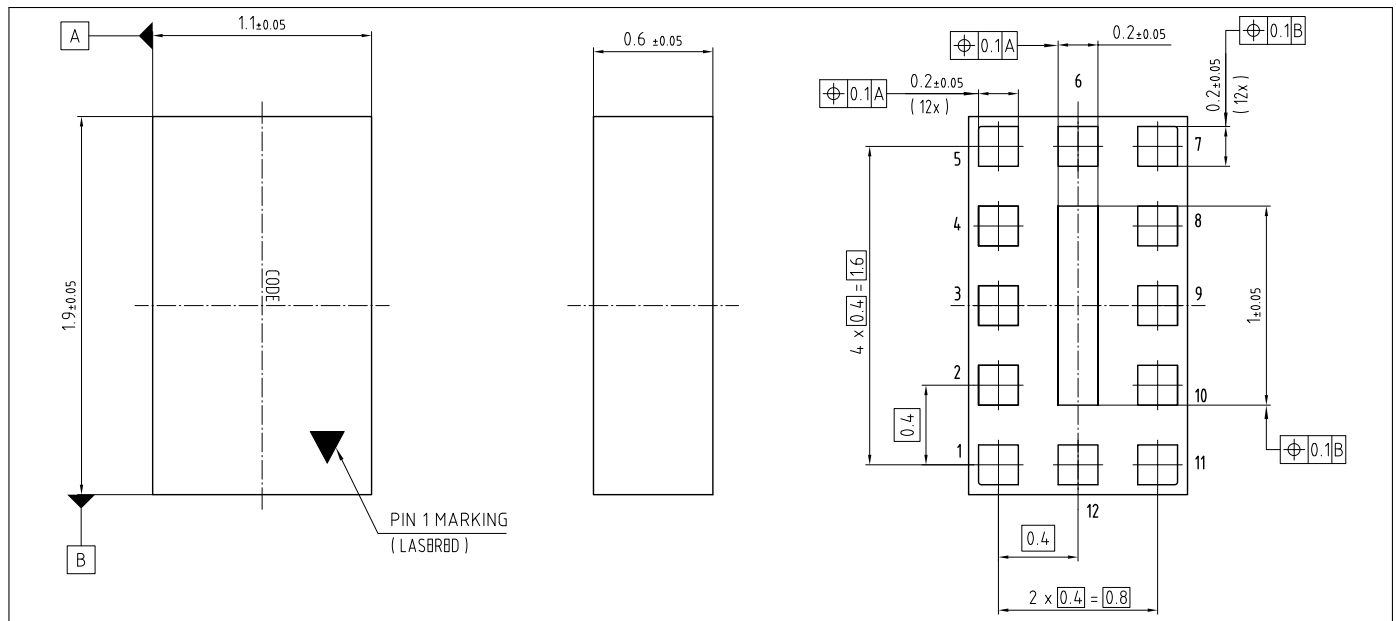 A
1.1±0.05
1.9±0.05
CODE
PIN 1 MARKING
(LASBRBD)
B
0.6 ±0.05
0.1 A
0.2±0.05
0.1 B
0.1 A
0.2±0.05
(12x)
0.2±0.05
(12x)
6
5
7
4
8
3
9
2
10
1
11
12
4 x 0.4 = 1.6
0.4
1±0.05
0.1 B
0.4
2 x 0.4 = 0.8